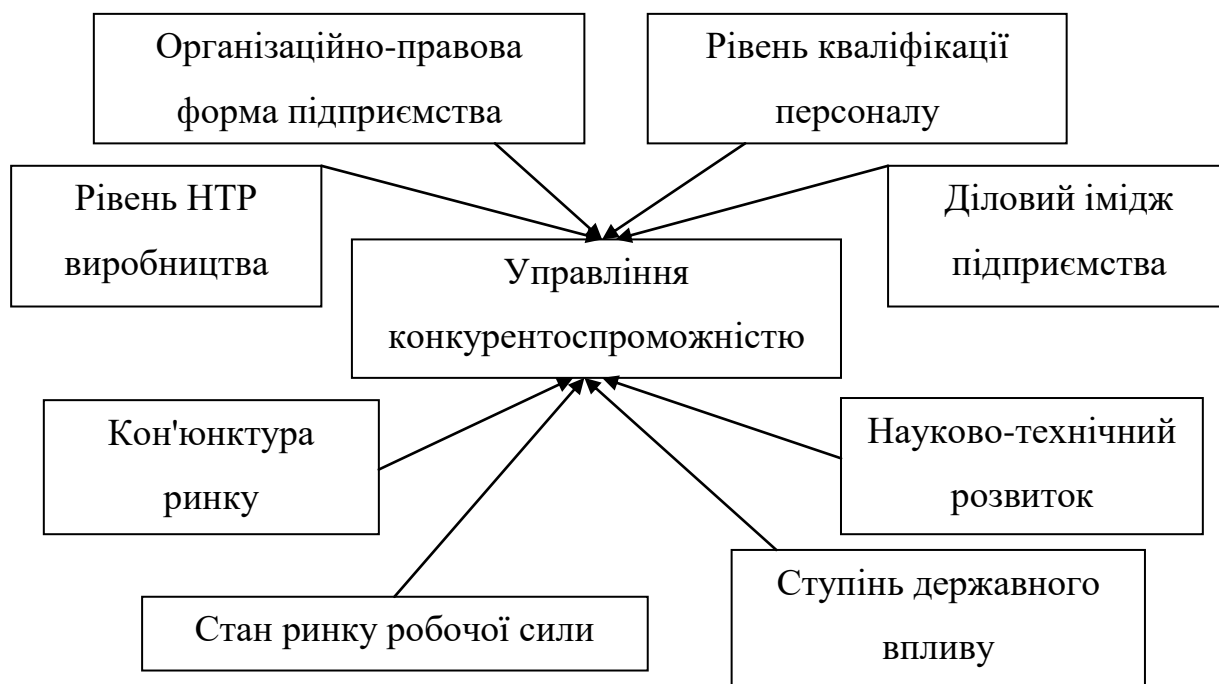 Організаційно-правова
форма підприємства
Рівень кваліфікації
персоналу
Рівень НТР
виробництва
Діловий імідж
підприємства
Управління
конкурентоспроможністю
Кон'юнктура
ринку
Науково-технічний
розвиток
Стан ринку робочої сили
Ступінь державного
впливу